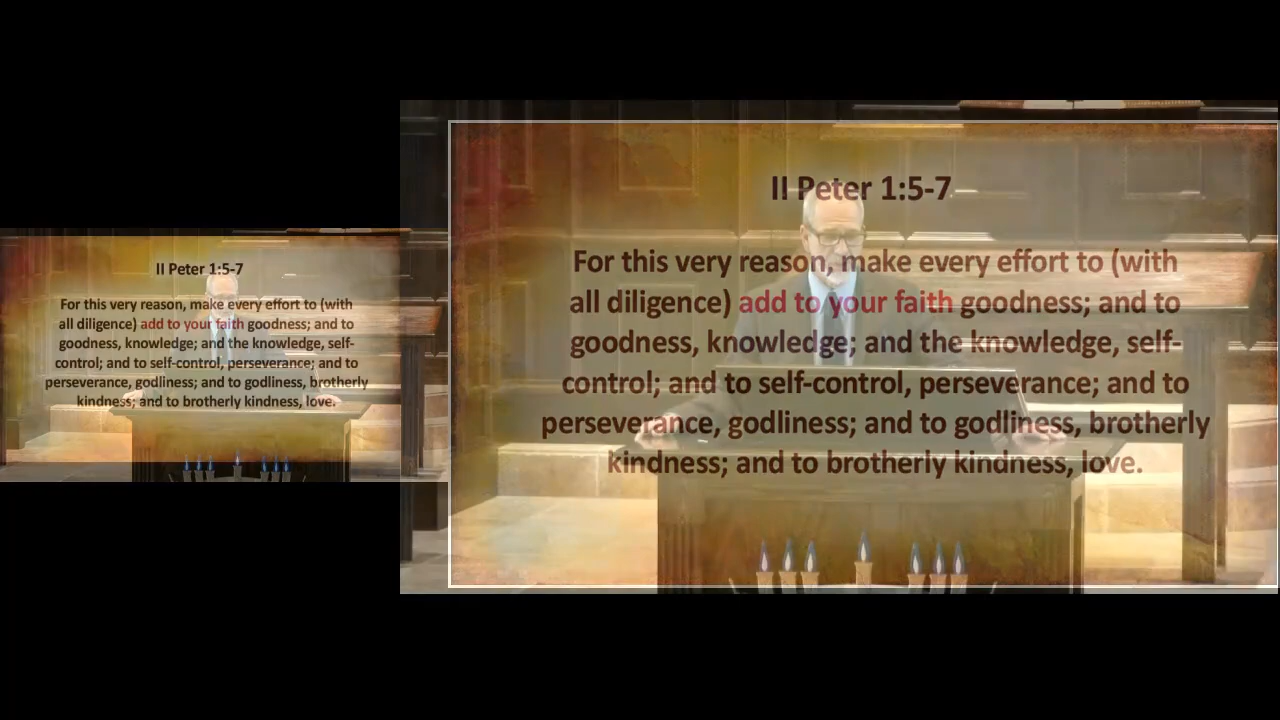 II Peter 1:5-7
For this very reason, make every effort to (with
all diligence) add to your faith goodness; and to
goodness, knowledge; and the knowledge, self-
control; and to self-control, perseverance; and to
perseverance, godliness; and to godliness, brotherly
kindness; and to brotherly kindness, love.
II Peter 1:5-7
For this very reason, make every effort to (with
all diligence) add to your faith goodness; and to
goodness, knowledge; and the knowledge, self-
control; and to self-control, perseverance; and to
perseverance, godliness; and to godliness, brotherly
kindness; and to brotherly kindness, love.